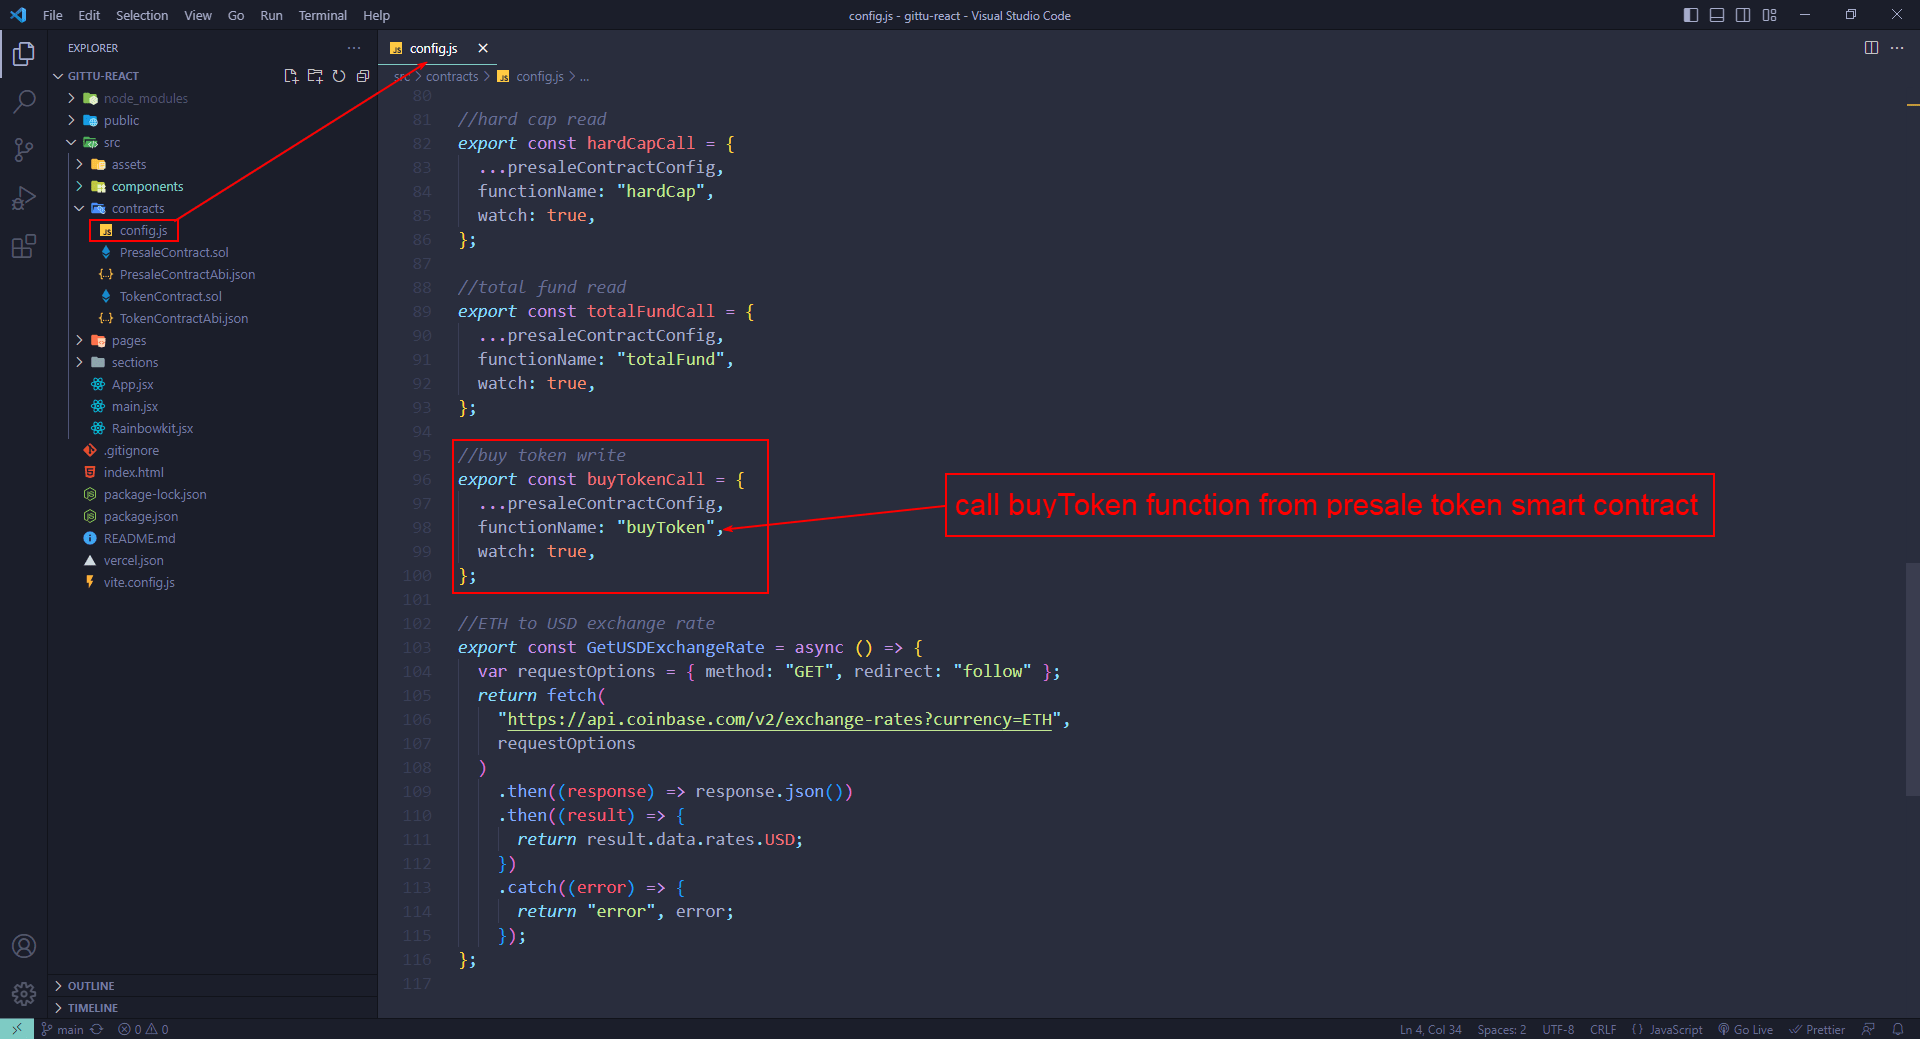 File Edit Selection View Go Run Terminal Help
config.js - gittu-react - Visual Studio Code
EXPLORER
GITTU-REACT
node_modules
public
src
assets
components
contracts
config.js
PresaleContract.sol
PresaleContractAbi.json
TokenContract.sol
TokenContractAbi.json
pages
sections
App.jsx
main.jsx
Rainbowkit.jsx
.gitignore
index.html
package-lock.json
package.json
README.md
vercel.json
vite.config.js
OUTLINE
TIMELINE
config.js
src > contracts > config.js > ...
80
81 //hard cap read
82 export const hardCapCall = {
83 ...presaleContractConfig,
84 functionName: "hardCap",
85 watch: true,
86 };
87
88 //total fund read
89 export const totalFundCall = {
90 ...presaleContractConfig,
91 functionName: "totalFund",
92 watch: true,
93 };
94
95 //buy token write
96 export const buyTokenCall = {
97 ...presaleContractConfig,
98 functionName: "buyToken",
99 watch: true,
100 };
101
102 //ETH to USD exchange rate
103 export const GetUSDExchangeRate = async () => {
104 var requestOptions = { method: "GET", redirect: "follow" };
105 return fetch(
106 "https://api.coinbase.com/v2/exchange-rates?currency=ETH",
107 requestOptions
108 )
109 .then((response) => response.json())
110 .then((result) => {
111 return result.data.rates.USD;
112 })
113 .catch((error) => {
114 return "error", error;
115 });
116 };
117
call buyToken function from presale token smart contract
main 0 0
Ln 4, Col 34 Spaces: 2 UTF-8 CRLF {} JavaScript Go Live Prettier